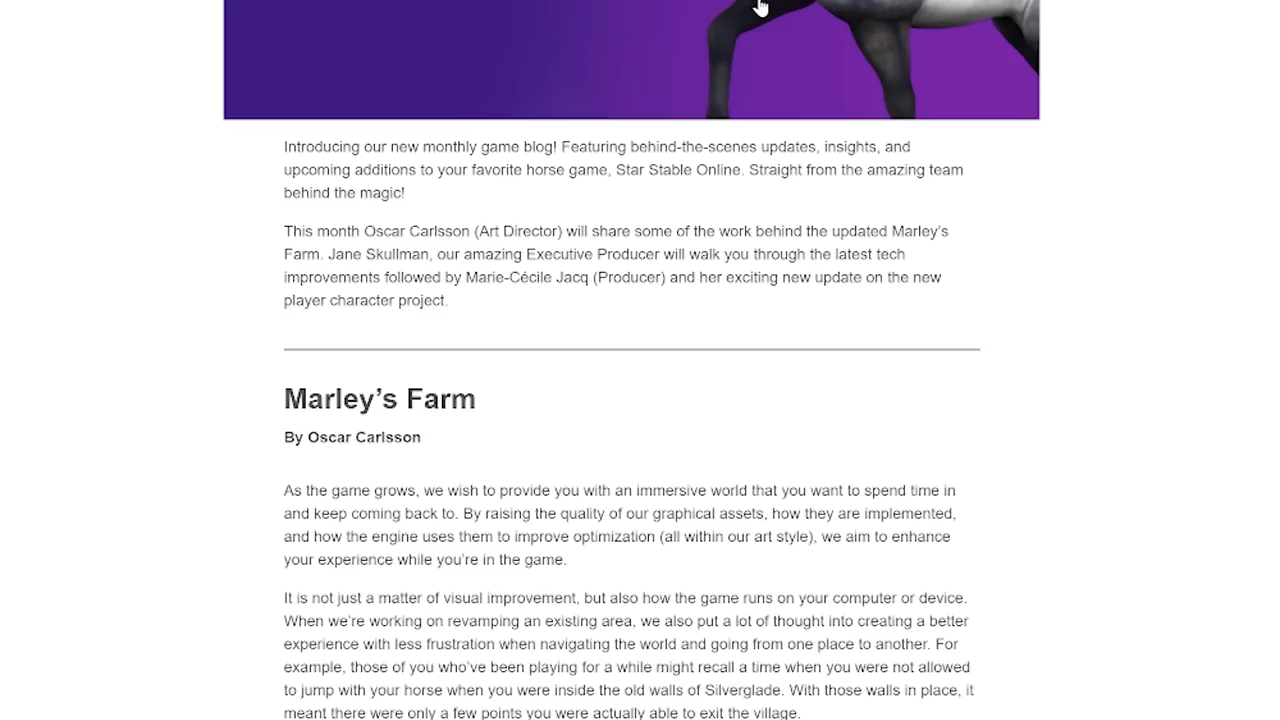 Introducing our new monthly game blog! Featuring behind-the-scenes updates, insights, and
upcoming additions to your favorite horse game, Star Stable Online. Straight from the amazing team
behind the magic!
This month Oscar Carlsson (Art Director) will share some of the work behind the updated Marley’s
Farm. Jane Skullman, our amazing Executive Producer will walk you through the latest tech
improvements followed by Marie-Cécile Jacq (Producer) and her exciting new update on the new
player character project.
Marley’s Farm
By Oscar Carlsson
As the game grows, we wish to provide you with an immersive world that you want to spend time in
and keep coming back to. By raising the quality of our graphical assets, how they are implemented,
and how the engine uses them to improve optimization (all within our art style), we aim to enhance
your experience while you’re in the game.
It is not just a matter of visual improvement, but also how the game runs on your computer or device.
When we’re working on revamping an existing area, we also put a lot of thought into creating a better
experience with less frustration when navigating the world and going from one place to another. For
example, those of you who’ve been playing for a while might recall a time when you were not allowed
to jump with your horse when you were inside the old walls of Silverglade. With those walls in place, it
meant there were only a few points you were actually able to exit the village.